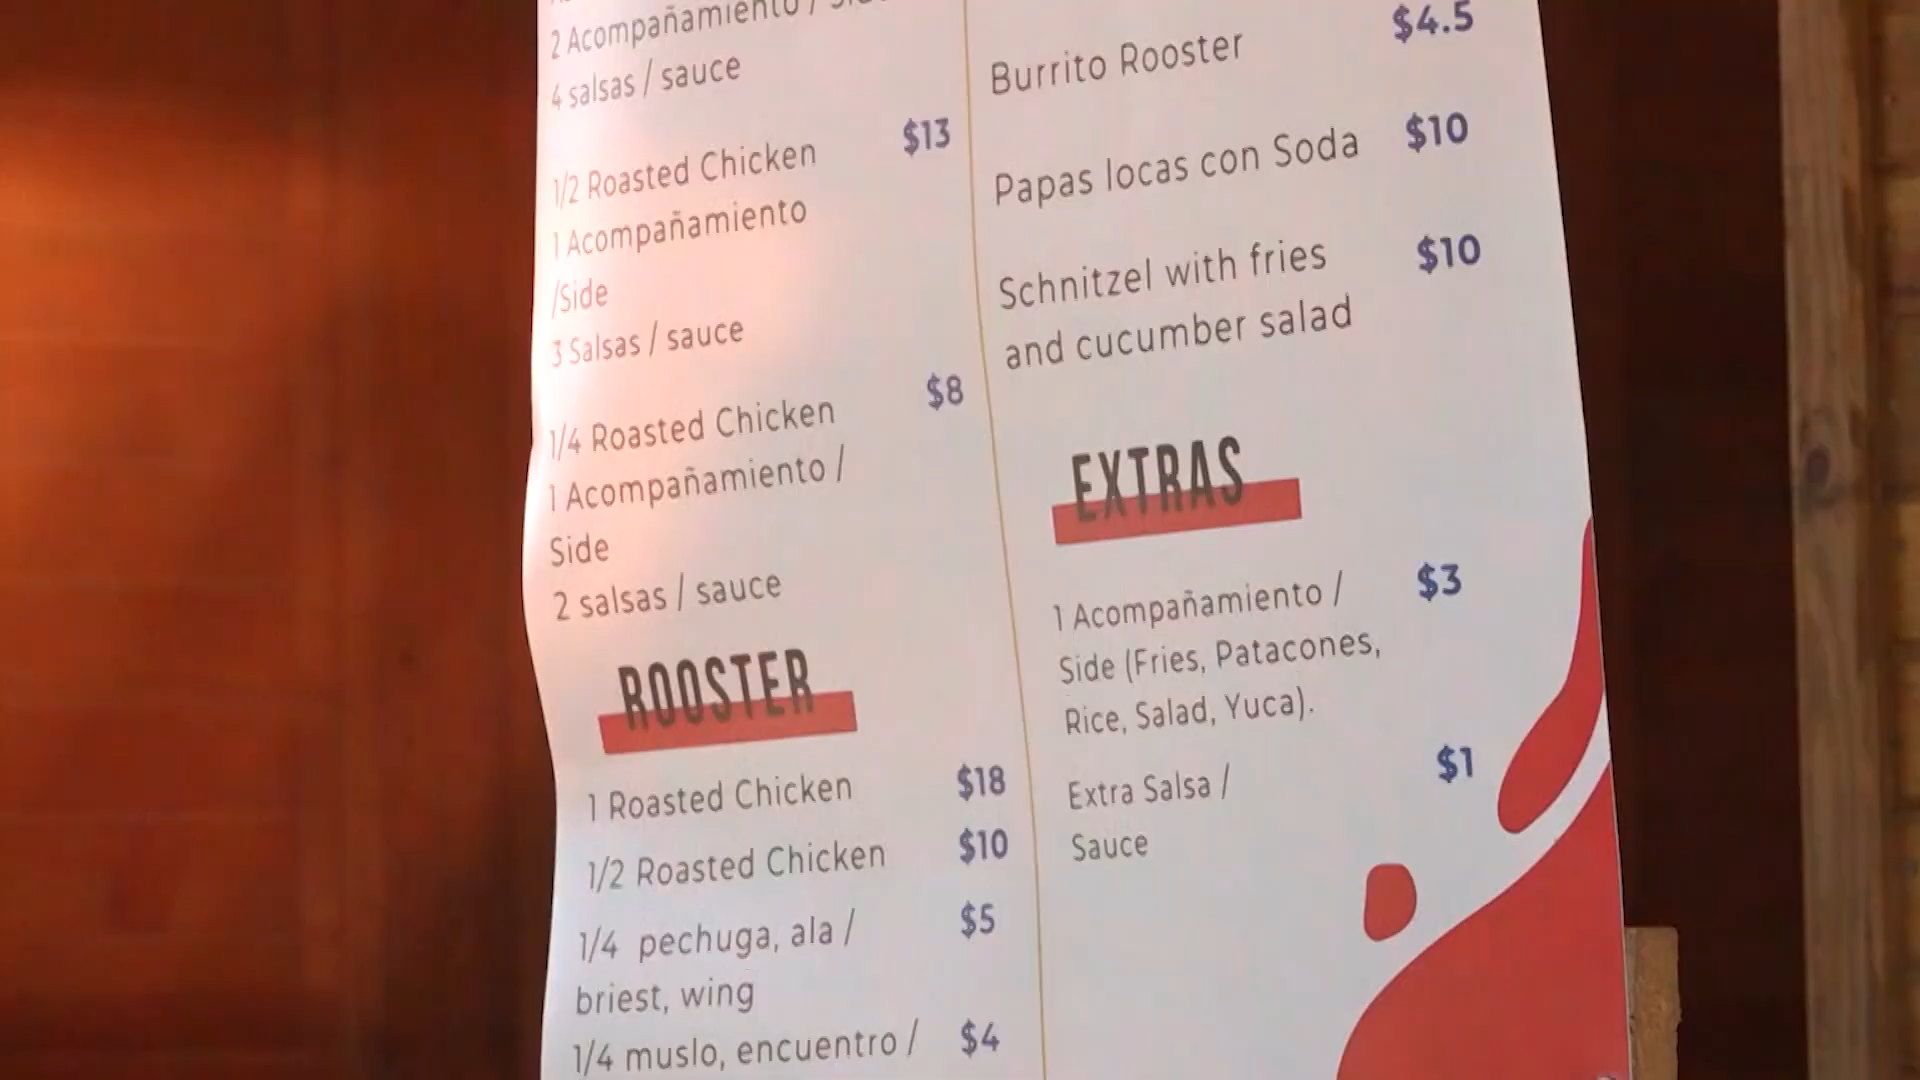 2 Acompañamiento /
4 salsas / sauce
$13
1/2 Roasted Chicken
1 Acompañamiento
/Side
3 Salsas / sauce
$8
1/4 Roasted Chicken
1 Acompañamiento /
Side
2 salsas / sauce
ROOSTER
1 Roasted Chicken $18
1/2 Roasted Chicken $10
1/4 pechuga, ala / $5
briest, wing
1/4 muslo, encuentro / $4
Burrito Rooster $4.5
Papas locas con Soda $10
Schnitzel with fries $10
and cucumber salad
EXTRAS
1 Acompañamiento / $3
Side (Fries, Patacones,
Rice, Salad, Yuca).
Extra Salsa / $1
Sauce